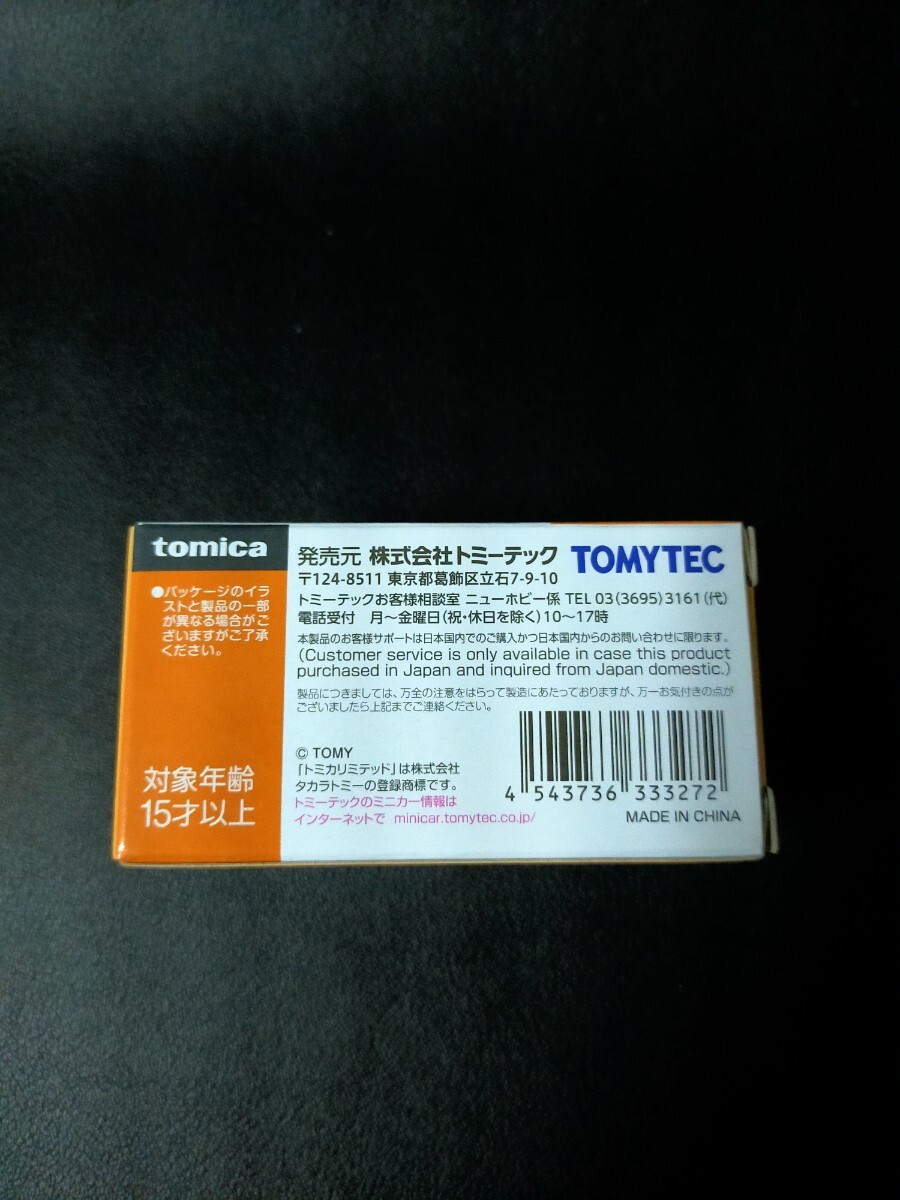 tomica
●パッケージのイラ
ストと製品の一部
が異なる場合がご
ざいますがご了承
ください。
対象年齢
15才以上
発売元 株式会社トミーテック TOMYTEC
〒124-8511 東京都葛飾区立石7-9-10
トミーテックお客様相談室 ニューホビー係 TEL 03(3695)3161(代)
電話受付 月～金曜日(祝・休日を除く)10～17時
本製品のお客様サポートは日本国内でのご購入かつ日本国内からのお問い合わせに限ります。
(Customer service is only available in case this product
purchased in Japan and inquired from Japan domestic.)
製品につきましては、万全の注意をはらって製造にあたっておりますが、万一お気付きの点が
ございましたら上記までご連絡ください。
© TOMY
「トミカリミテッド」は株式会社
タカラトミーの登録商標です。
トミーテックのミニカー情報は
インターネットで minicar.tomytec.co.jp/
4 543736 333272
MADE IN CHINA